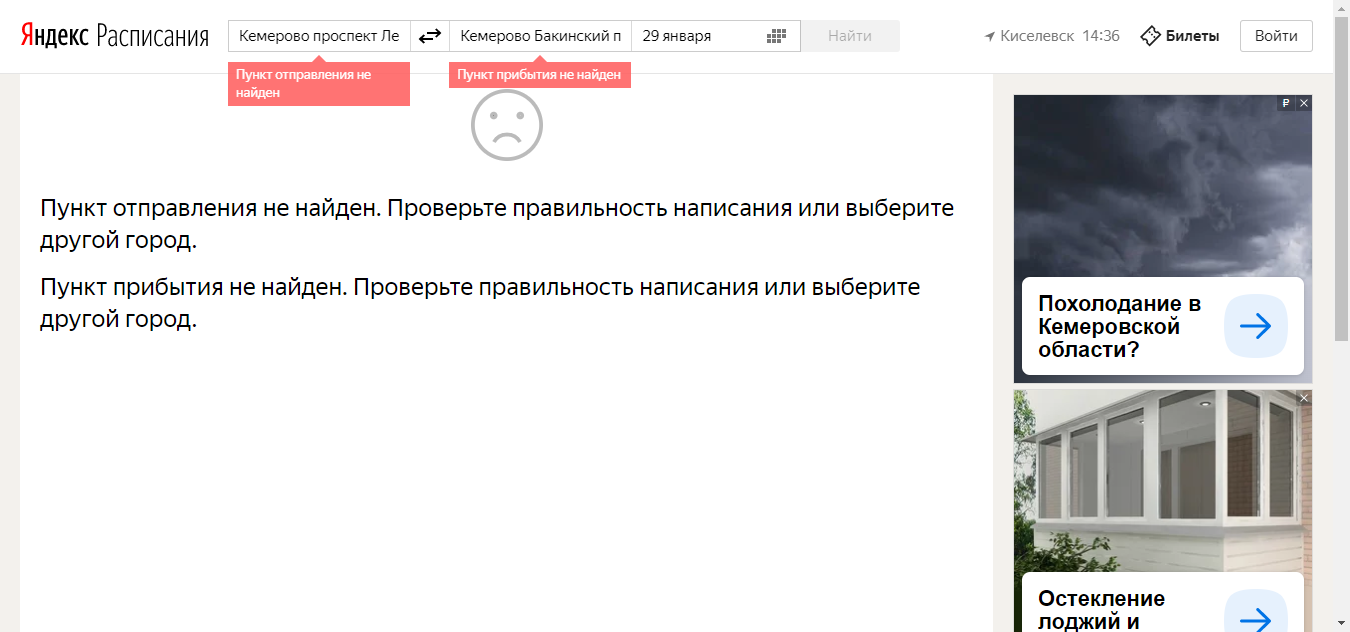 Яндекс Расписания
Кемерово проспект Ле
Кемерово Бакинский п
29 января
Найти
Киселевск 14:36
Билеты
Войти
Пункт отправления не
найден
Пункт прибытия не найден
Пункт отправления не найден. Проверьте правильность написания или выберите
другой город.
Пункт прибытия не найден. Проверьте правильность написания или выберите
другой город.
₽
Похолодание в
Кемеровской
области?
Остекление
лоджий и